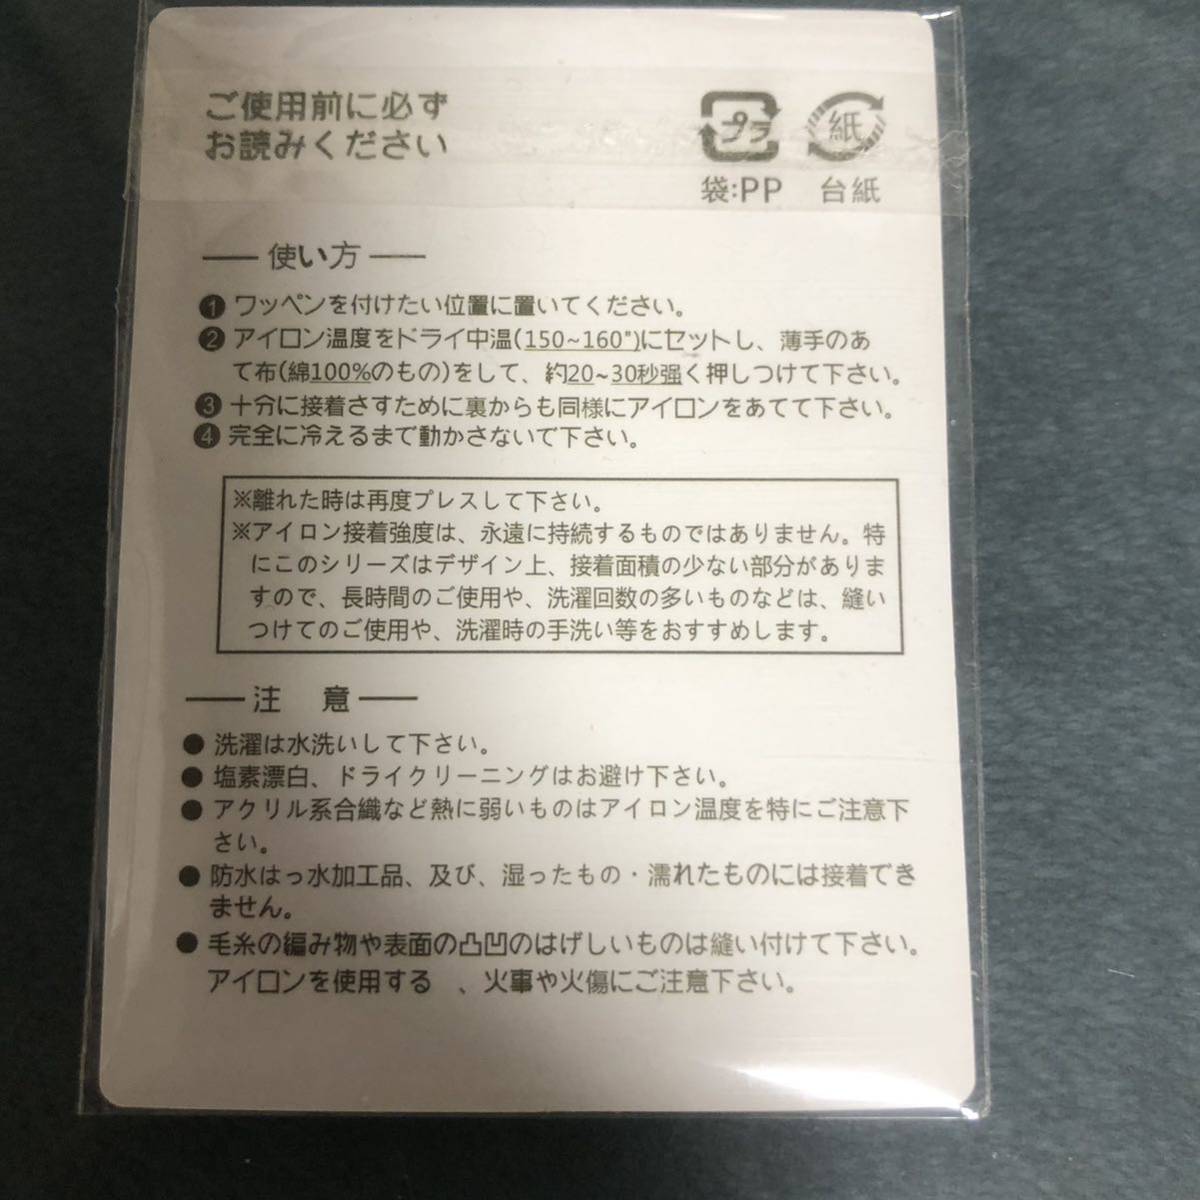 ご使用前に必ず
お読みください
プラ
紙
袋:PP
台紙
使い方
❶ ワッペンを付けたい位置に置いてください。
❷ アイロン温度をドライ中温(150~160")にセットし、薄手のあ
て布(綿100%のもの)をして、約20~30秒强く押しつけて下さい。
❸ 十分に接着さすために裏からも同様にアイロンをあてて下さい。
❹ 完全に冷えるまで動かさないで下さい。
※離れた時は再度プレスして下さい。
※アイロン接着強度は、永遠に持続するものではありません。特
にこのシリーズはデザイン上、接着面積の少ない部分がありま
すので、長時間のご使用や、洗濯回数の多いものなどは、縫い
つけてのご使用や、洗濯時の手洗い等をおすすめします。
注 意
● 洗濯は水洗いして下さい。
● 塩素漂白、ドライクリーニングはお避け下さい。
● アクリル系合織など熱に弱いものはアイロン温度を特にご注意下
さい。
● 防水はっ水加工品、及び、湿ったもの・濡れたものには接着でき
ません。
● 毛糸の編み物や表面の凸凹のはげしいものは縫い付けて下さい。
アイロンを使用する 、火事や火傷にご注意下さい。